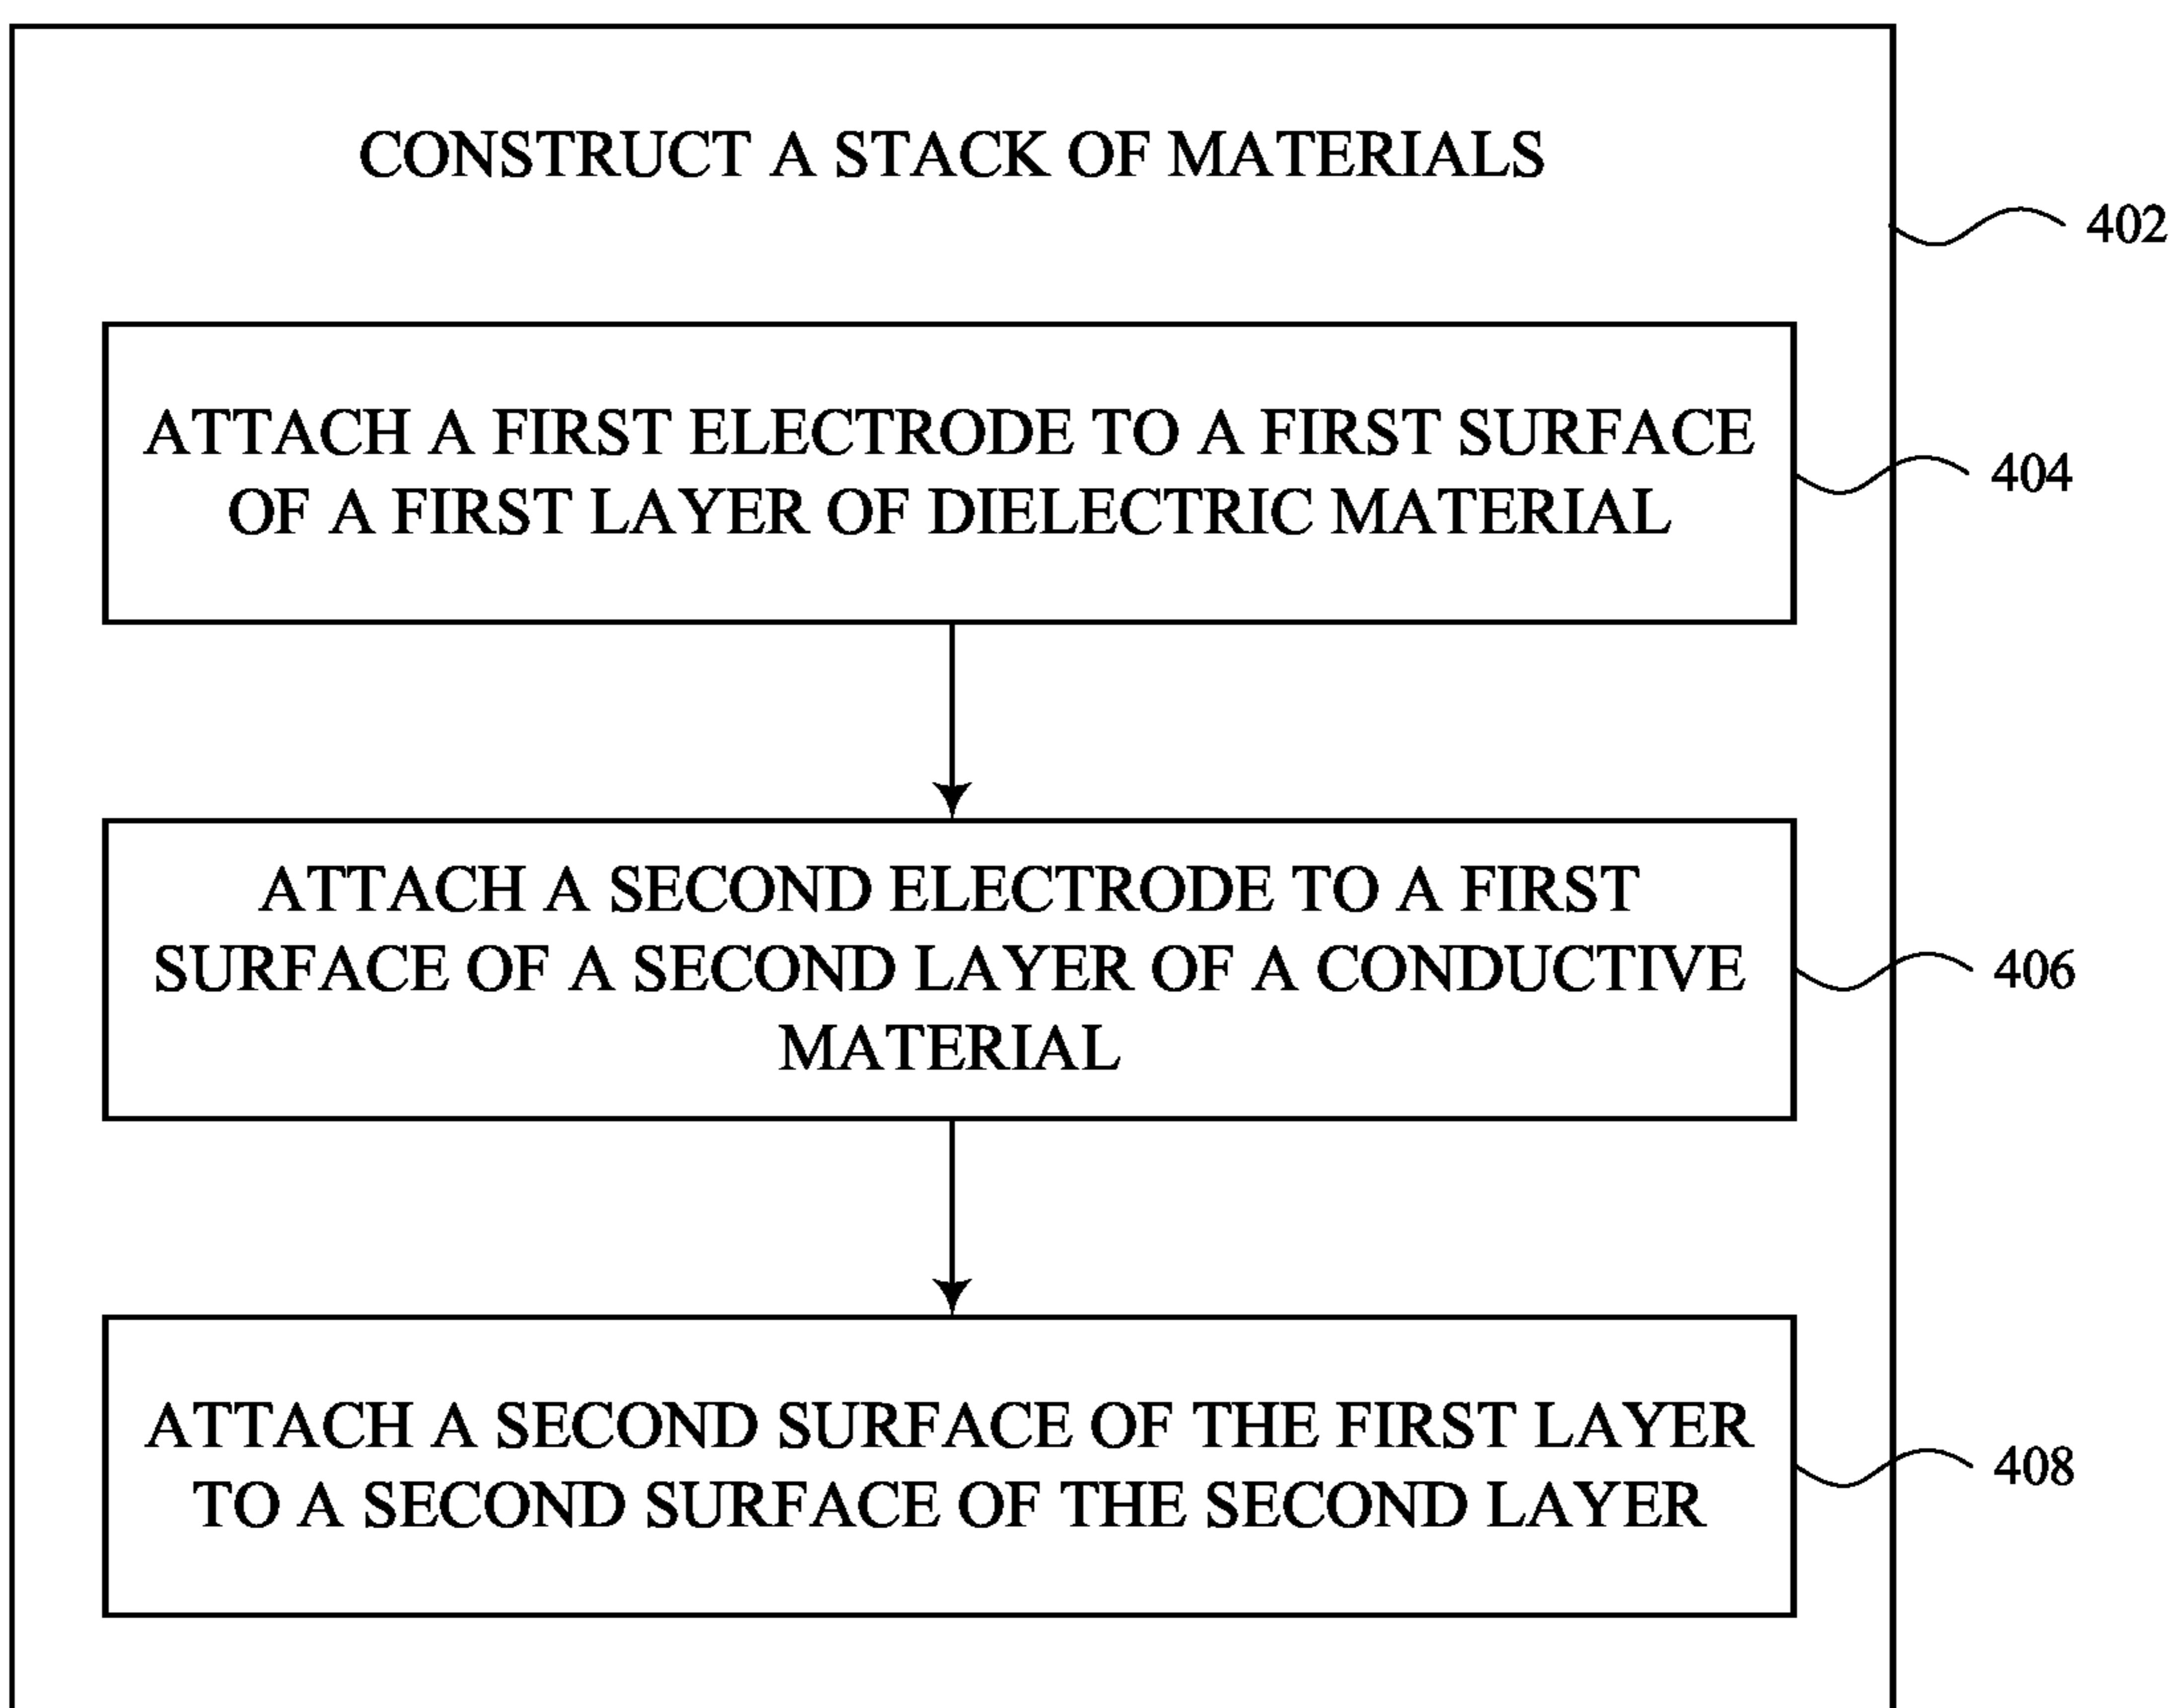 CONSTRUCT A STACK OF MATERIALS
402
ATTACH A FIRST ELECTRODE TO A FIRST SURFACE
OF A FIRST LAYER OF DIELECTRIC MATERIAL
404
ATTACH A SECOND ELECTRODE TO A FIRST
SURFACE OF A SECOND LAYER OF A CONDUCTIVE
MATERIAL
406
ATTACH A SECOND SURFACE OF THE FIRST LAYER
TO A SECOND SURFACE OF THE SECOND LAYER
408